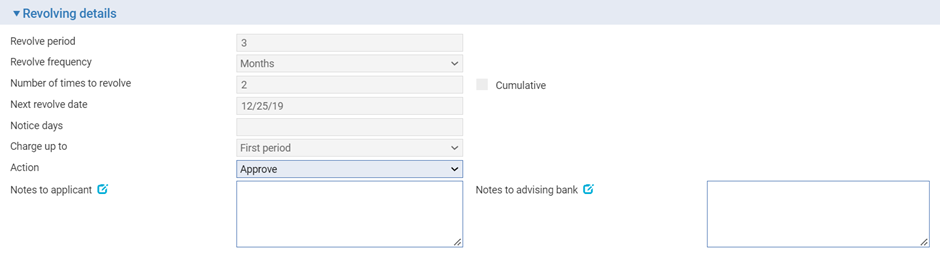 Revolving details
Revolve period 3
Revolve frequency Months
Number of times to revolve 2 Cumulative
Next revolve date 12/25/19
Notice days
Charge up to First period
Action Approve
Notes to applicant Notes to advising bank